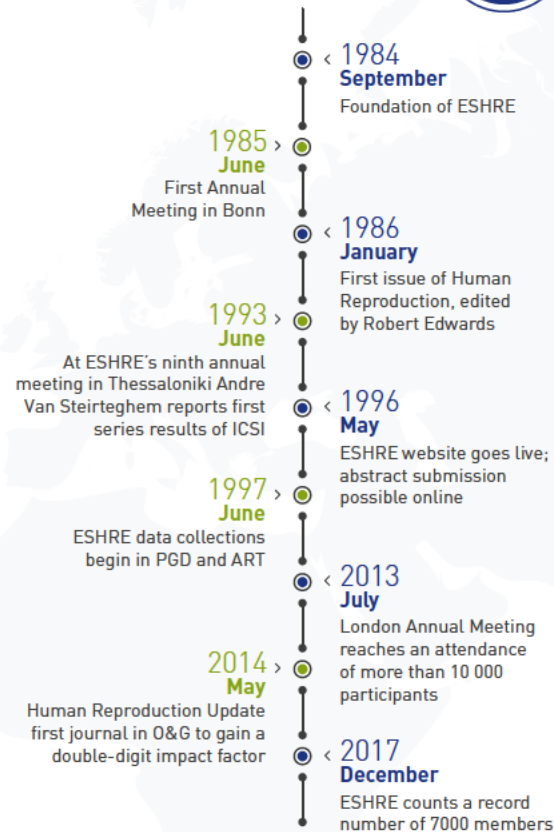 < 1984
September
Foundation of ESHRE
1985 >
June
First Annual
Meeting in Bonn
< 1986
January
First issue of Human
Reproduction, edited
by Robert Edwards
1993 >
June
At ESHRE’s ninth annual
meeting in Thessaloniki Andre
Van Steirteghem reports first
series results of ICSI
< 1996
May
ESHRE website goes live;
abstract submission
possible online
1997 >
June
ESHRE data collections
begin in PGD and ART
< 2013
July
London Annual Meeting
reaches an attendance
of more than 10 000
participants
2014 >
May
Human Reproduction Update
first journal in O&G to gain a
double-digit impact factor
< 2017
December
ESHRE counts a record
number of 7000 members